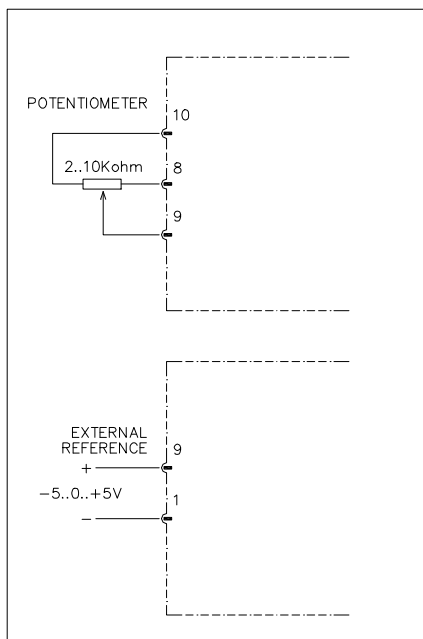 POTENTIOMETER
10
2..10Kohm
8
9
EXTERNAL
REFERENCE
9
+
-5..0..+5V
1
-